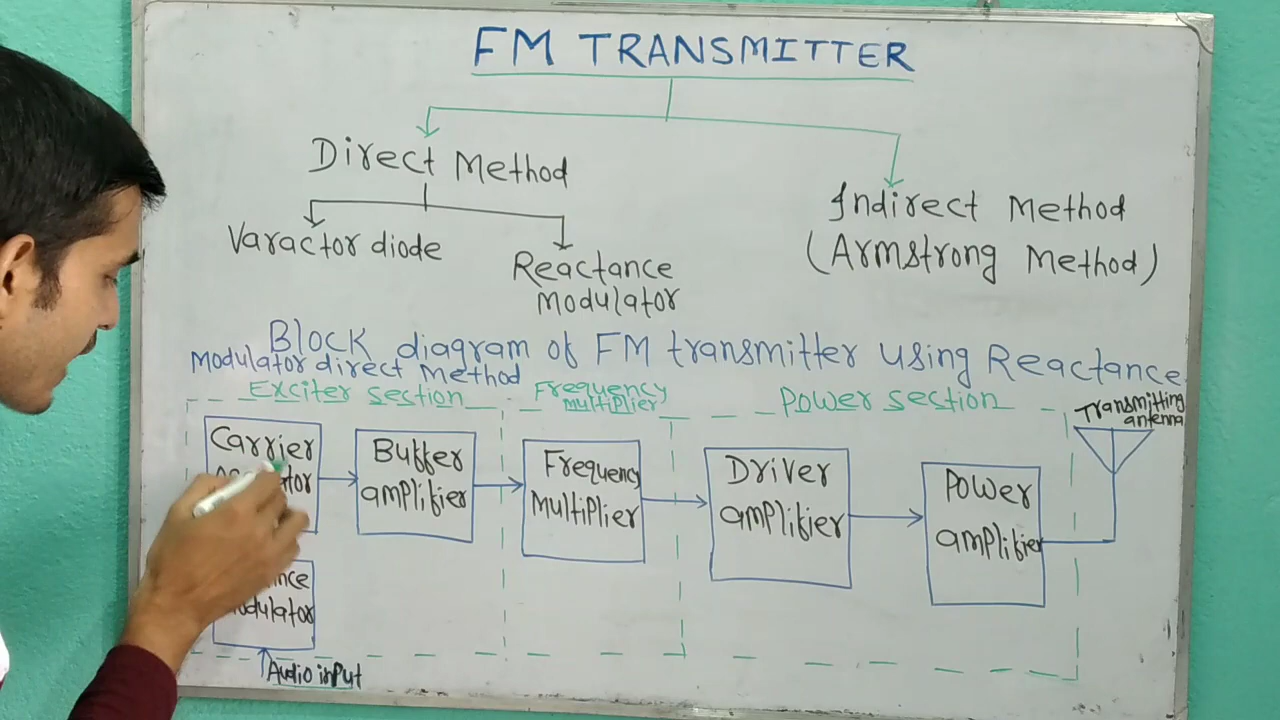 FM TRANSMITTER
Direct Method
Indirect Method
(Armstrong Method)
Varactor diode
Reactance
Modulator
Block diagram of FM transmitter using Reactance
Modulator direct Method
Exciter section
Frequency
Multiplier
Power section
Transmitting
antenna
Carrier
Buffer
amplifier
Frequency
Multiplier
Driver
amplifier
Power
amplifier
Audio input